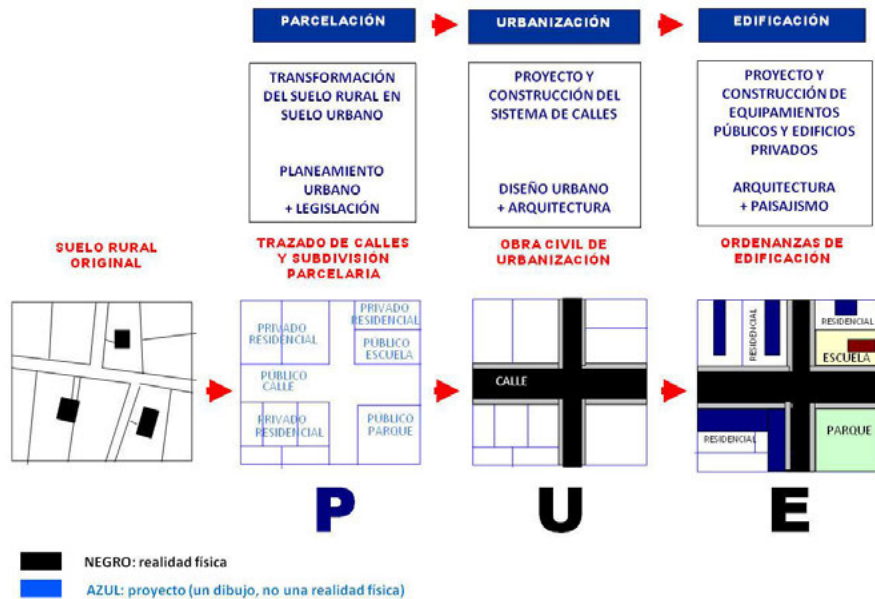 PARCELACIÓN
URBANIZACIÓN
EDIFICACIÓN
TRANSFORMACIÓN
DEL SUELO RURAL EN
SUELO URBANO
PLANEAMIENTO
URBANO
+ LEGISLACIÓN
PROYECTO Y
CONSTRUCCIÓN DEL
SISTEMA DE CALLES
DISEÑO URBANO
+ ARQUITECTURA
PROYECTO Y
CONSTRUCCIÓN DE
EQUIPAMIENTOS
PÚBLICOS Y EDIFICIOS
PRIVADOS
ARQUITECTURA
+ PAISAJISMO
SUELO RURAL
ORIGINAL
TRAZADO DE CALLES
Y SUBDIVISIÓN
PARCELARIA
OBRA CIVIL DE
URBANIZACIÓN
ORDENANZAS DE
EDIFICACIÓN
PRIVADO
RESIDENCIAL
PRIVADO
RESIDENCIAL
PÚBLICO
ESCUELA
PÚBLICO
CALLE
PRIVADO
RESIDENCIAL
PÚBLICO
PARQUE
CALLE
RESIDENCIAL
RESIDENCIAL
ESCUELA
RESIDENCIAL
PARQUE
P
U
E
NEGRO: realidad física
AZUL: proyecto (un dibujo, no una realidad física)